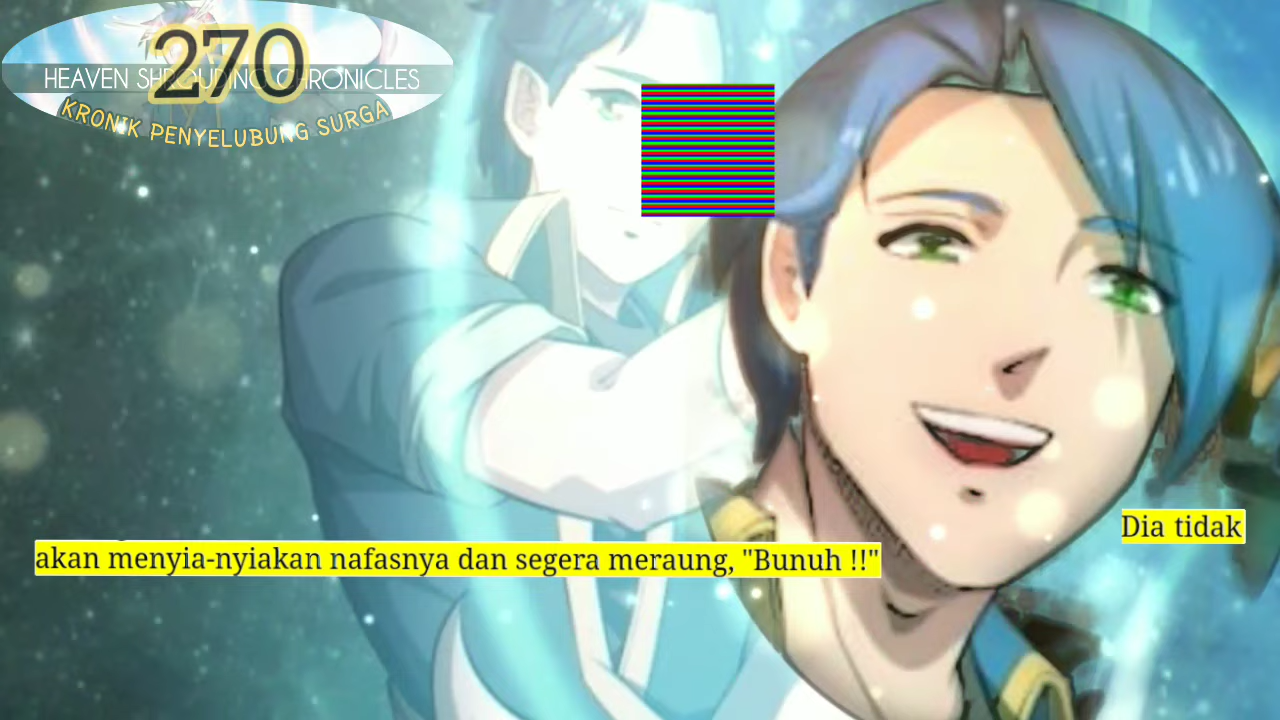 270
HEAVEN SHROUDING CHRONICLES
KRONIK PENYELUBUNG SURGA
Dia tidak
akan menyia-nyiakan nafasnya dan segera meraung, "Bunuh !!"